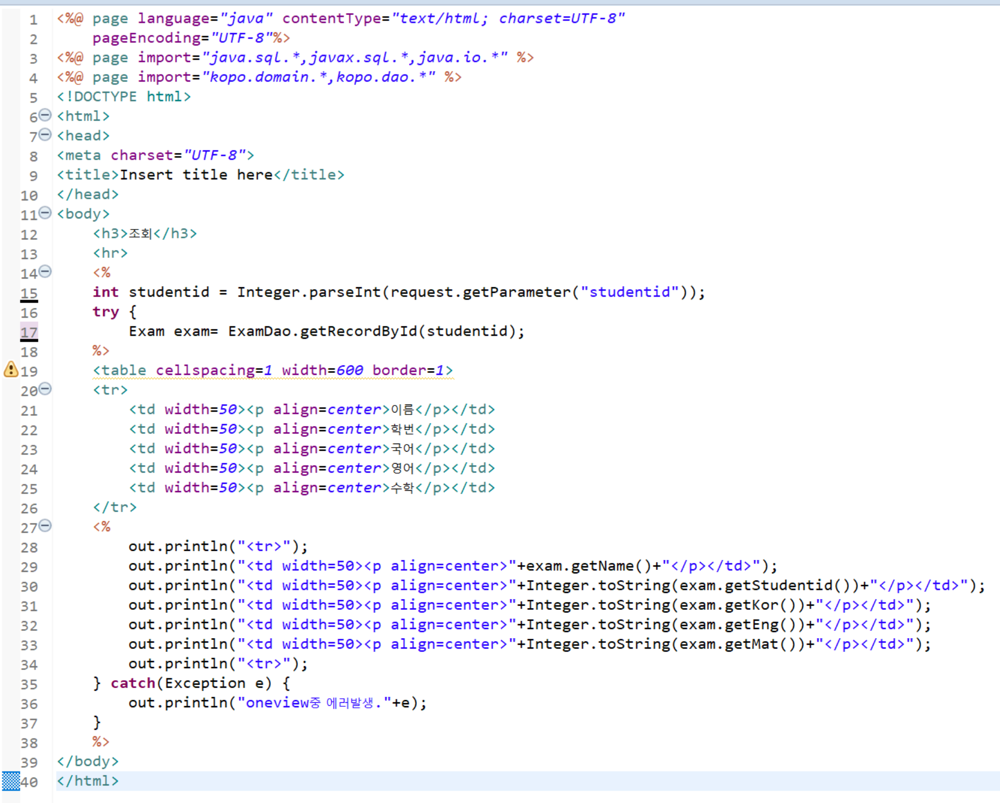 1 <%@ page language="java" contentType="text/html; charset=UTF-8"
2     pageEncoding="UTF-8"%>
3 <%@ page import="java.sql.*,javax.sql.*,java.io.*" %>
4 <%@ page import="kopo.domain.*,kopo.dao.*" %>
5 <!DOCTYPE html>
6 <html>
7 <head>
8 <meta charset="UTF-8">
9 <title>Insert title here</title>
10 </head>
11 <body>
12     <h3>조회</h3>
13     <hr>
14     <%
15     int studentid = Integer.parseInt(request.getParameter("studentid"));
16     try {
17         Exam exam= ExamDao.getRecordById(studentid);
18     %>
19     <table cellspacing=1 width=600 border=1>
20     <tr>
21         <td width=50><p align=center>이름</p></td>
22         <td width=50><p align=center>학번</p></td>
23         <td width=50><p align=center>국어</p></td>
24         <td width=50><p align=center>영어</p></td>
25         <td width=50><p align=center>수학</p></td>
26     </tr>
27     <%
28         out.println("<tr>");
29         out.println("<td width=50><p align=center>"+exam.getName()+"</p></td>");
30         out.println("<td width=50><p align=center>"+Integer.toString(exam.getStudentid())+"</p></td>");
31         out.println("<td width=50><p align=center>"+Integer.toString(exam.getKor())+"</p></td>");
32         out.println("<td width=50><p align=center>"+Integer.toString(exam.getEng())+"</p></td>");
33         out.println("<td width=50><p align=center>"+Integer.toString(exam.getMat())+"</p></td>");
34         out.println("<tr>");
35     } catch(Exception e) {
36         out.println("oneview중 에러발생."+e);
37     }
38     %>
39 </body>
40 </html>